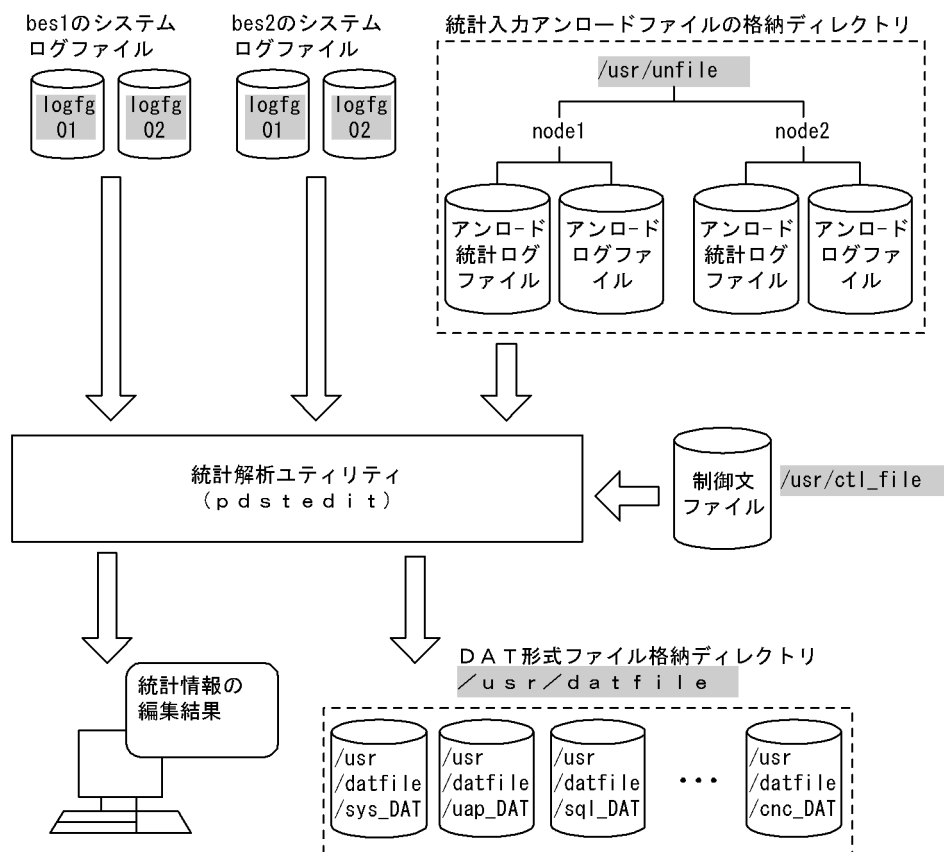 bes1のシステム
ログファイル
bes2のシステム
ログファイル
統計入力アンロードファイルの格納ディレクトリ
logfg
01
logfg
02
logfg
01
logfg
02
/usr/unfile
node1
node2
アンロ-ド
統計ログ
ファイル
アンロ-ド
ログファ
イル
アンロ-ド
統計ログ
ファイル
アンロ-ド
ログファ
イル
統計解析ユティリティ
(pdstedit)
制御文
ファイル
/usr/ctl_file
統計情報の
編集結果
DAT形式ファイル格納ディレクトリ
/usr/datfile
/usr
/datfile
/sys_DAT
/usr
/datfile
/uap_DAT
/usr
/datfile
/sql_DAT
・・・
/usr
/datfile
/cnc_DAT